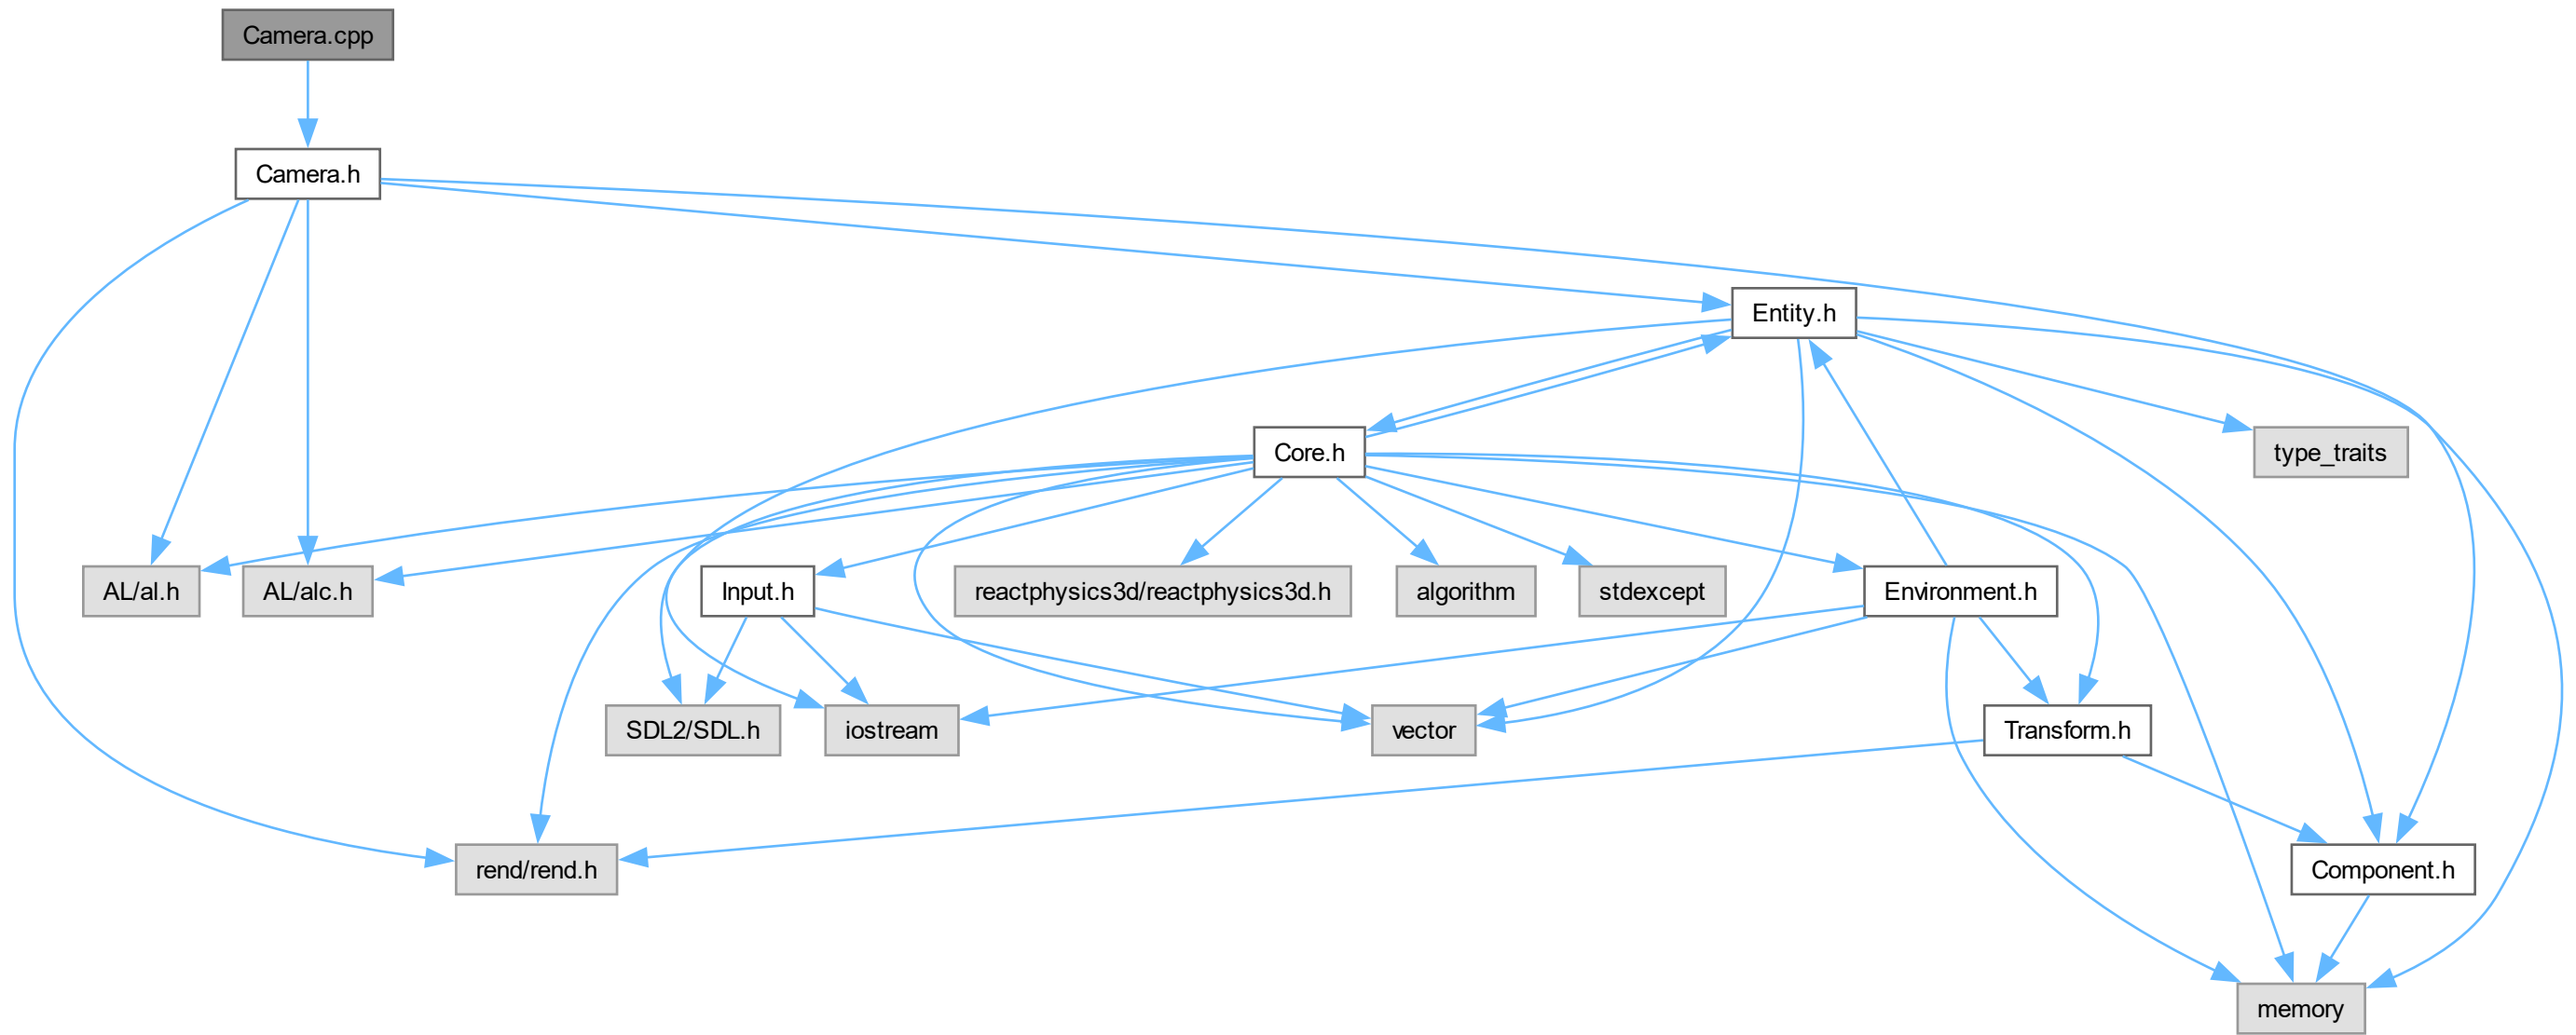 Camera.cpp
Camera.h
Entity.h
Core.h
type_traits
AL/al.h
AL/alc.h
Input.h
reactphysics3d/reactphysics3d.h
algorithm
stdexcept
Environment.h
SDL2/SDL.h
iostream
vector
Transform.h
rend/rend.h
Component.h
memory